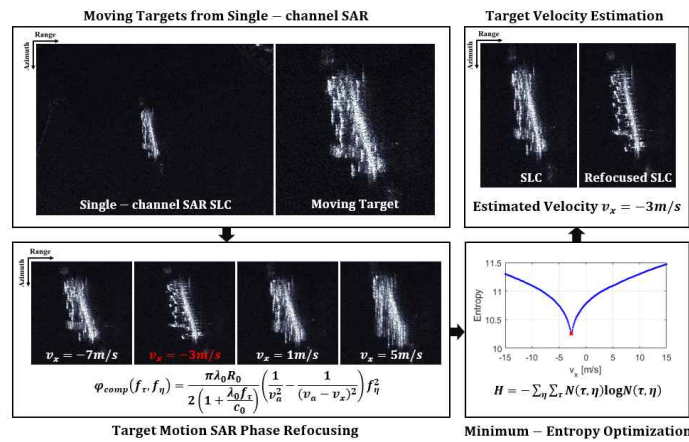 Moving Targets from Single − channel SAR
Range
Azimuth
Single − channel SAR SLC
Moving Target
Target Velocity Estimation
Range
Azimuth
SLC
Refocused SLC
Estimated Velocity v_x = −3m/s
Range
Azimuth
v_x = −7m/s
v_x = −3m/s
v_x = 1m/s
v_x = 5m/s
φ_comp(f_τ, f_η) = πλ_0R_0 / (2(1 + λ_0f_τ/c_0)) (1/v_a^2 − 1/(v_a − v_x)^2) f_η^2
Target Motion SAR Phase Refocusing
11.5
11
10.5
10
Entropy
-15 -10 -5 0 5 10 15
v_x [m/s]
H = − ∑_η ∑_τ N(τ, η)logN(τ, η)
Minimum − Entropy Optimization